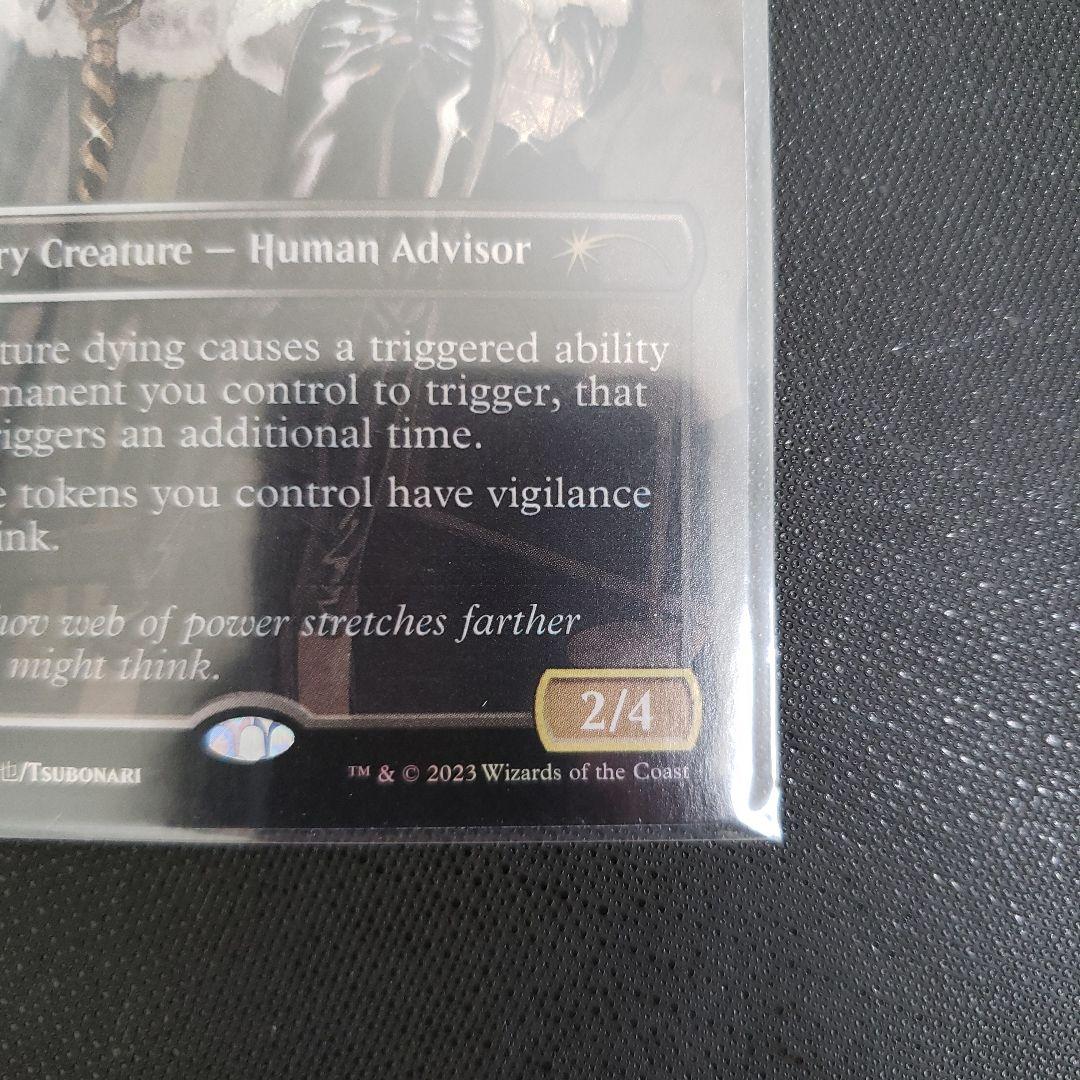 ry Creature — Human Advisor
ture dying causes a triggered ability
manent you control to trigger, that
iggers an additional time.
e tokens you control have vigilance
ink.
nov web of power stretches farther
might think.
2/4
也/TSUBONARI
™ & © 2023 Wizards of the Coast